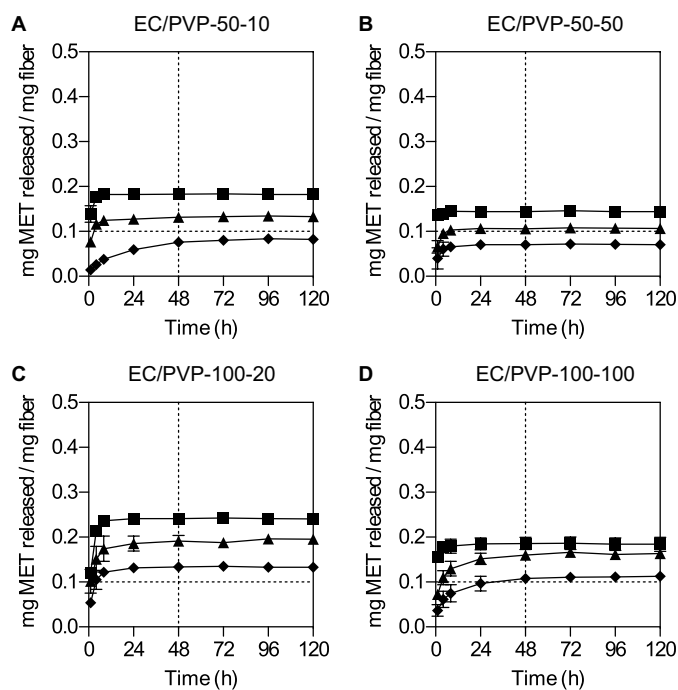 A
EC/PVP-50-10
mg MET released / mg fiber
0.5
0.4
0.3
0.2
0.1
0.0
0 24 48 72 96 120
Time (h)
B
EC/PVP-50-50
mg MET released / mg fiber
0.5
0.4
0.3
0.2
0.1
0.0
0 24 48 72 96 120
Time (h)
C
EC/PVP-100-20
mg MET released / mg fiber
0.5
0.4
0.3
0.2
0.1
0.0
0 24 48 72 96 120
Time (h)
D
EC/PVP-100-100
mg MET released / mg fiber
0.5
0.4
0.3
0.2
0.1
0.0
0 24 48 72 96 120
Time (h)